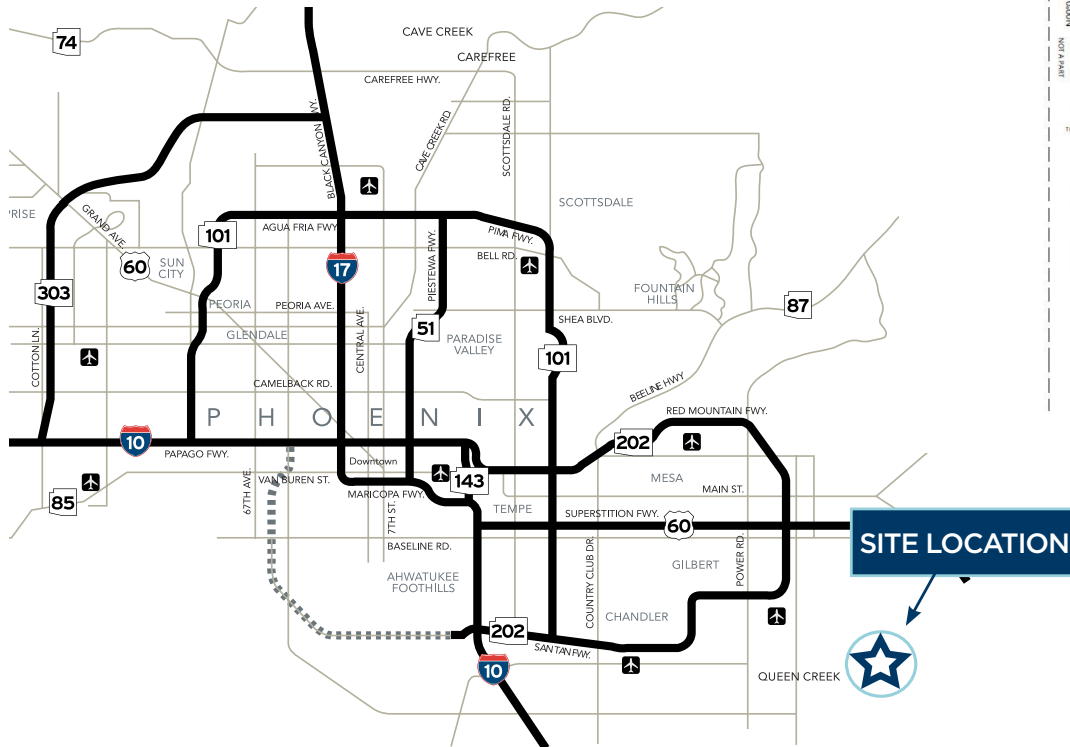 CAVE CREEK
74
CAREFREE
CAREFREE HWY.
NOT A PART
BLACK CANYON
CAVE CREEK RD.
SCOTTSDALE RD.
SCOTTSDALE
GRAND AVE.
101
AGUA FRIA FWY.
PIESTEWA FWY.
PIMA FWY.
BELL RD.
60
SUN
CITY
17
303
FOUNTAIN
HILLS
87
PEORIA
PEORIA AVE.
CENTRAL AVE.
51
SHEA BLVD.
GLENDALE
PARADISE
VALLEY
101
COTTON LN.
CAMELBACK RD.
BEELINE HWY
PHOENIX
RED MOUNTAIN FWY.
10
202
PAPAGO FWY.
Downtown
143
MESA
VAN BUREN ST.
MAIN ST.
85
67TH AVE.
MARICOPA FWY.
7TH ST.
TEMPE
SUPERSTITION FWY.
60
BASELINE RD.
SITE LOCATION
COUNTRY CLUB DR.
GILBERT
POWER RD.
AHWATUKEE
FOOTHILLS
CHANDLER
202
SANTAN FWY.
10
QUEEN CREEK